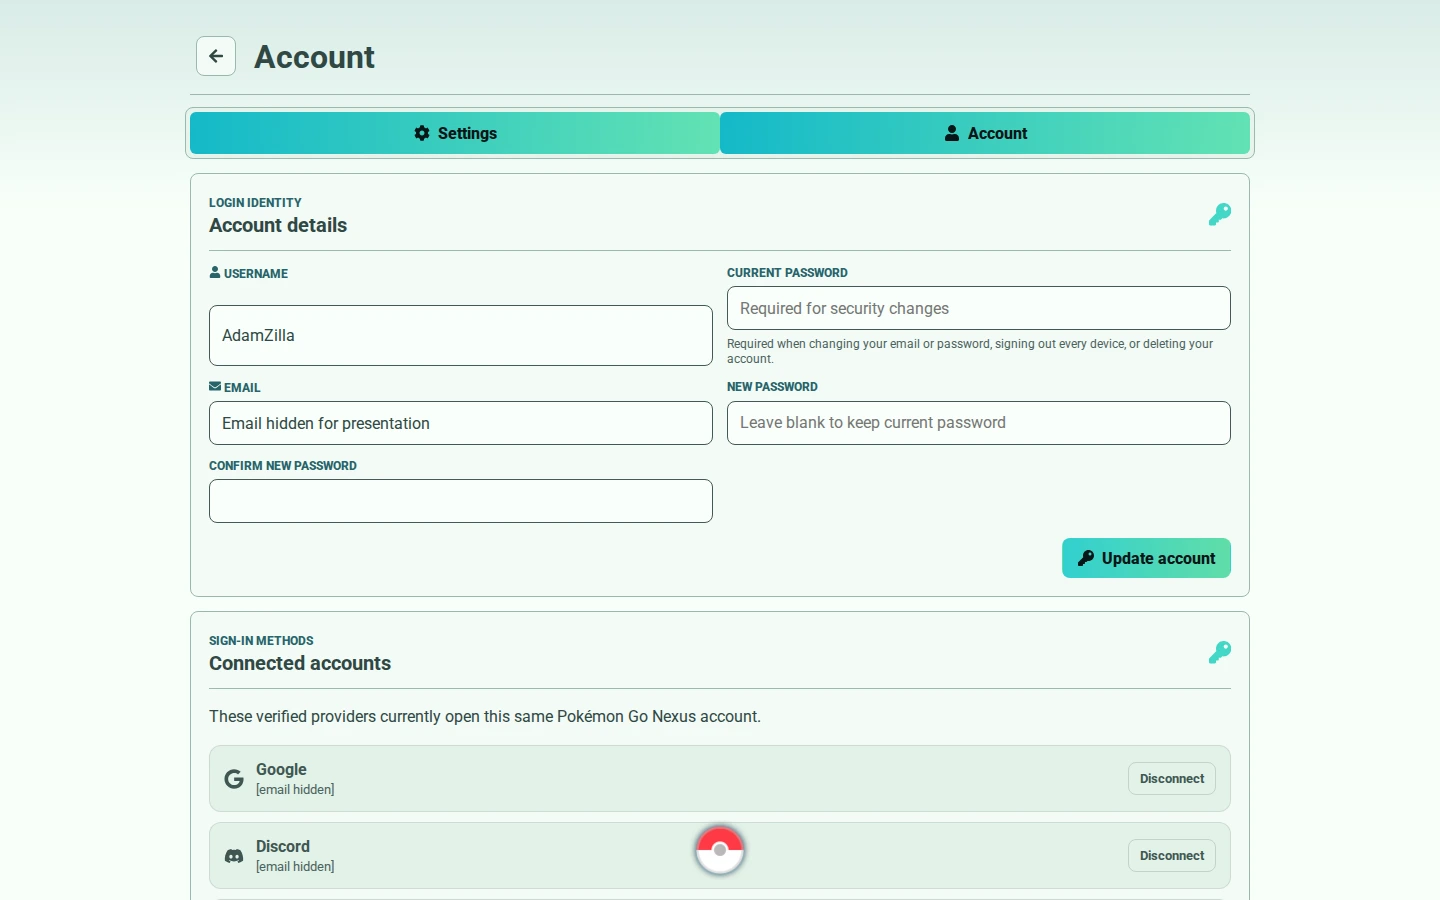 Account
Settings
Account
LOGIN IDENTITY
Account details
USERNAME
AdamZilla
CURRENT PASSWORD
Required for security changes
Required when changing your email or password, signing out every device, or deleting your
account.
EMAIL
Email hidden for presentation
NEW PASSWORD
Leave blank to keep current password
CONFIRM NEW PASSWORD
Update account
SIGN-IN METHODS
Connected accounts
These verified providers currently open this same Pokémon Go Nexus account.
Google
[email hidden]
Disconnect
Discord
[email hidden]
Disconnect